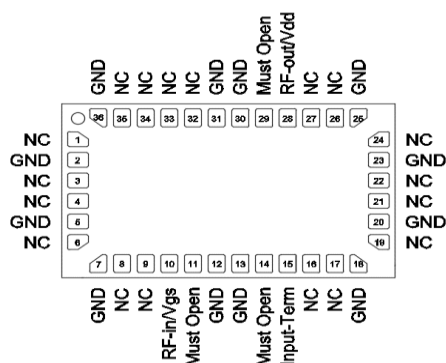 GND NC NC NC NC GND GND Must Open RF-out/Vdd NC NC GND
36 35 34 33 32 31 30 29 28 27 26 25
NC 1 24 NC
GND 2 23 GND
NC 3 22 NC
NC 4 21 NC
GND 5 20 GND
NC 6 19 NC
7 8 9 10 11 12 13 14 15 16 17 18
GND NC NC RF-in/Vgs Must Open GND GND Must Open Input-Term NC NC GND